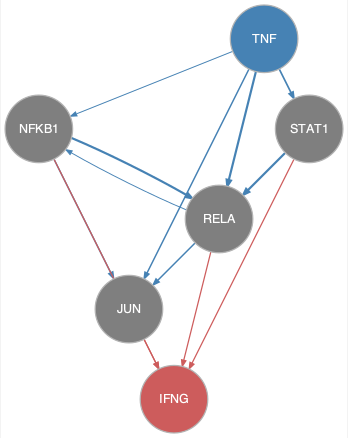 TNF
NFKB1
STAT1
RELA
JUN
IFNG